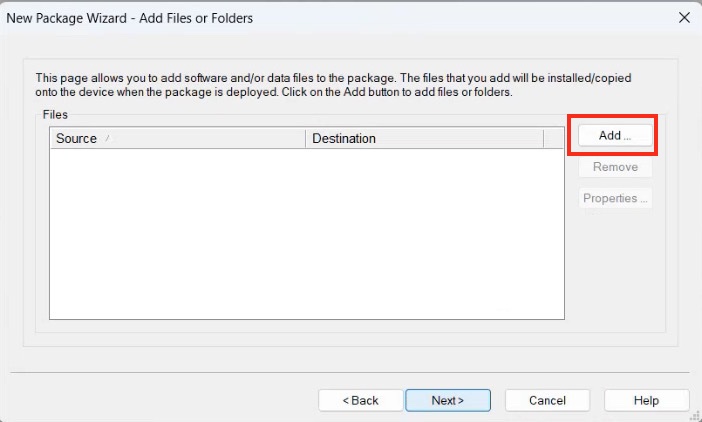 New Package Wizard - Add Files or Folders
This page allows you to add software and/or data files to the package. The files that you add will be installed/copied
onto the device when the package is deployed. Click on the Add button to add files or folders.
Files
Source Destination
Add ...
Remove
Properties ...
< Back Next > Cancel Help